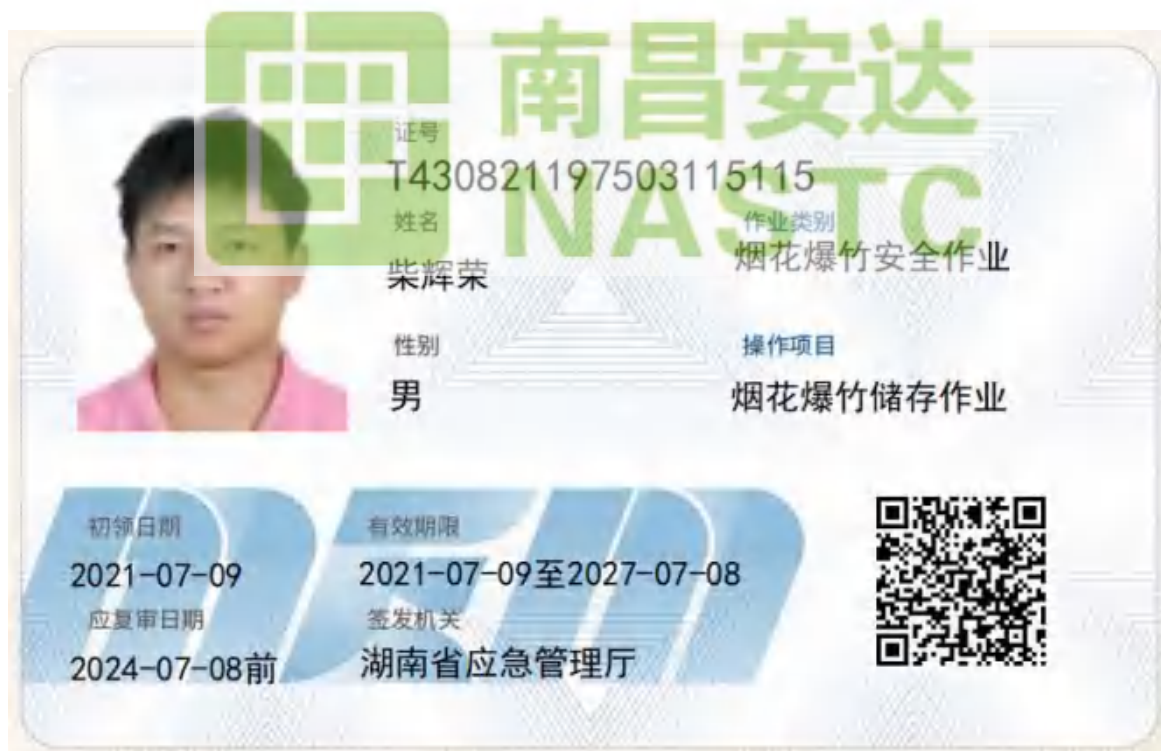 南昌安达
NASTC
证号
T430821197503115115
姓名
作业类别
柴辉荣
烟花爆竹安全作业
性别
操作项目
男
烟花爆竹储存作业
初领日期
有效期限
2021-07-09
2021-07-09至2027-07-08
应复审日期
签发机关
2024-07-08前
湖南省应急管理厅